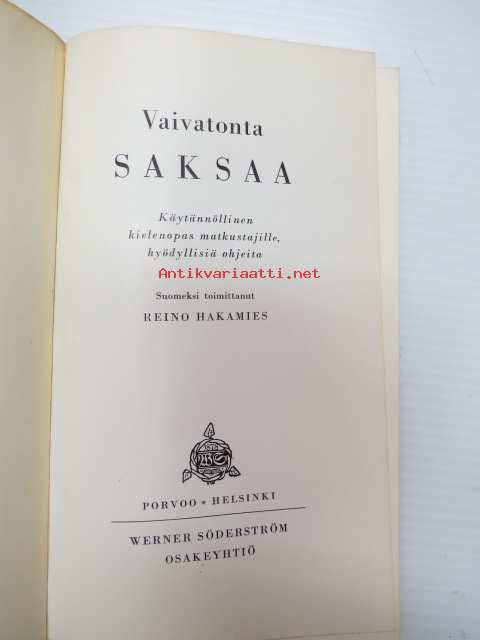 Vaivatonta
SAKSAA
Käytännöllinen
kielenopas matkustajille,
hyödyllisiä ohjeita
Antikvariaatti.net
Suomeksi toimittanut
REINO HAKAMIES
PORVOO • HELSINKI
WERNER SÖDERSTRÖM
OSAKEYHTIÖ